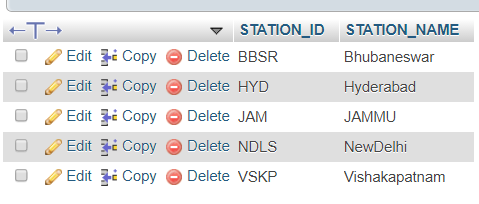 STATION_ID STATION_NAME
Edit Copy Delete BBSR Bhubaneswar
Edit Copy Delete HYD Hyderabad
Edit Copy Delete JAM JAMMU
Edit Copy Delete NDLS NewDelhi
Edit Copy Delete VSKP Vishakapatnam